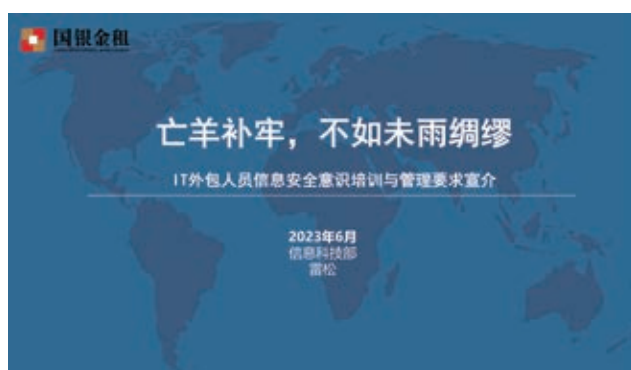 国银金租
亡羊补牢，不如未雨绸缪
IT外包人员信息安全意识培训与管理要求宣介
2023年6月
信息科技部
雷松